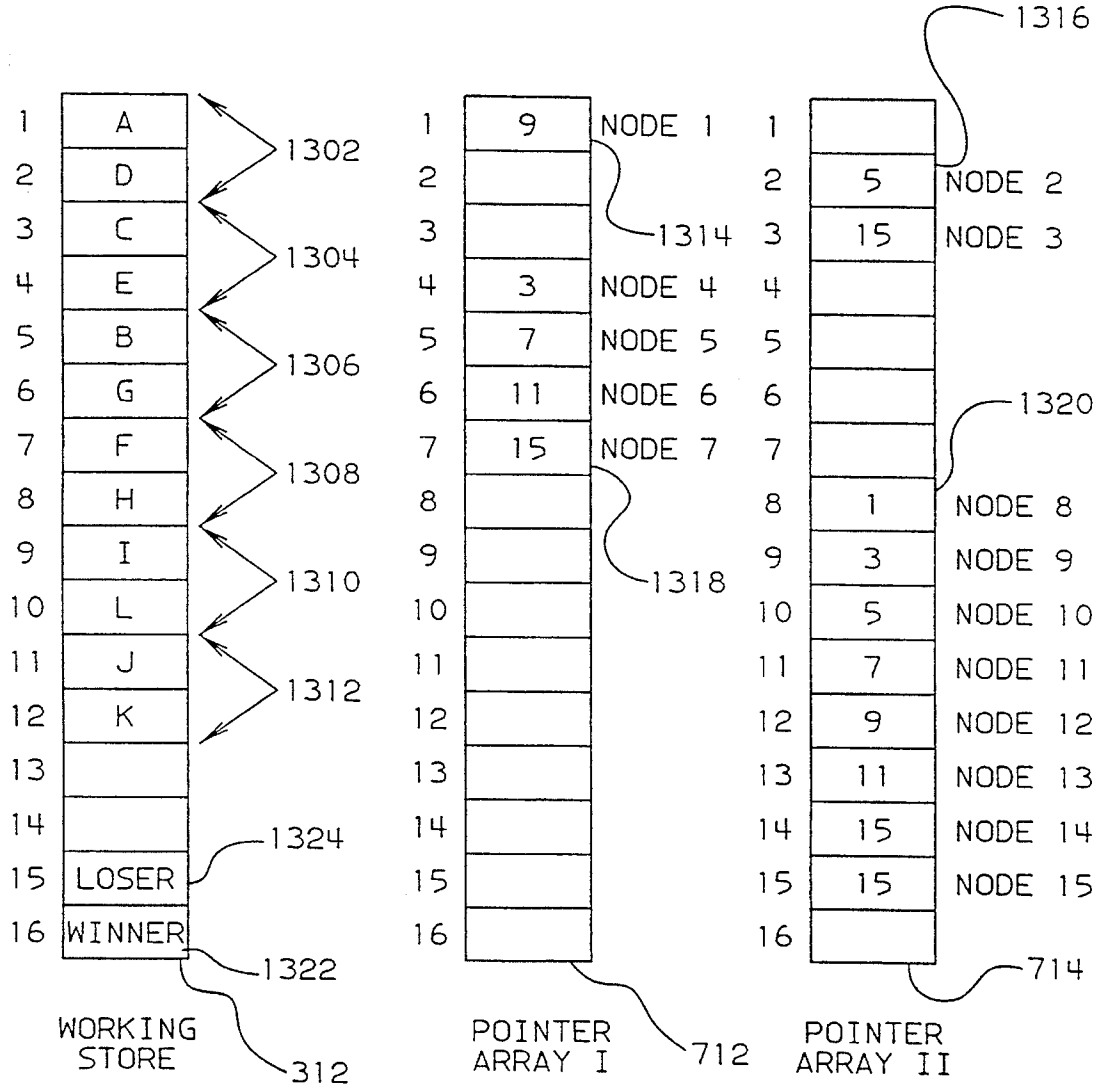 1316
1 A 1 9 NODE 1 1
1302
2 D 2 2 5 NODE 2
3 C 3 1314 3 15 NODE 3
1304
4 E 4 3 NODE 4 4
5 B 5 7 NODE 5 5
1306
6 G 6 11 NODE 6 6
1320
7 F 7 15 NODE 7 7
1308
8 H 8 8 1 NODE 8
9 I 9 9 3 NODE 9
1310 1318
10 L 10 10 5 NODE 10
11 J 11 11 7 NODE 11
1312
12 K 12 12 9 NODE 12
13 13 13 11 NODE 13
14 14 14 15 NODE 14
1324
15 LOSER 15 15 15 NODE 15
16 WINNER 16 16
1322 714
WORKING STORE
312
POINTER ARRAY I
712
POINTER ARRAY II